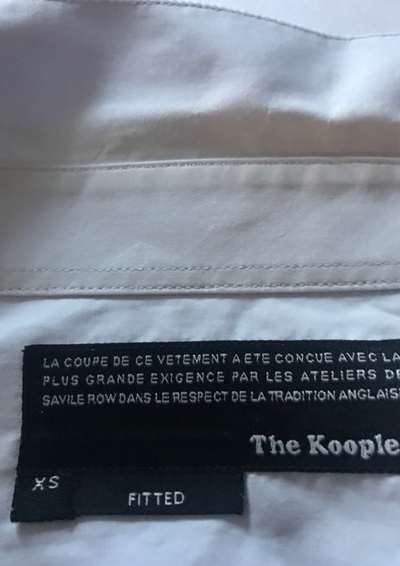 LA COUPE DE CE VETEMENT A ETE CONCUE AVEC LA
PLUS GRANDE EXIGENCE PAR LES ATELIERS DE
SAVILE ROW DANS LE RESPECT DE LA TRADITION ANGLAIS
The Koople
XS
FITTED